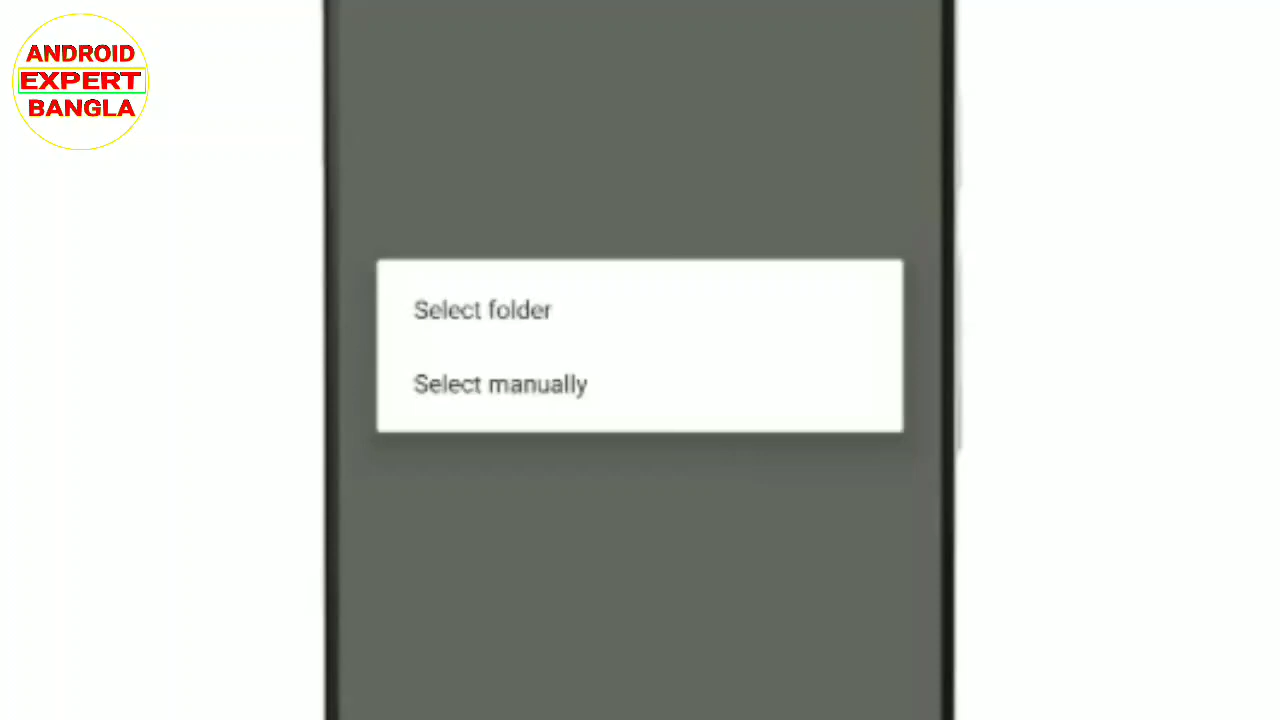 ANDROID
EXPERT
BANGLA
Select folder
Select manually